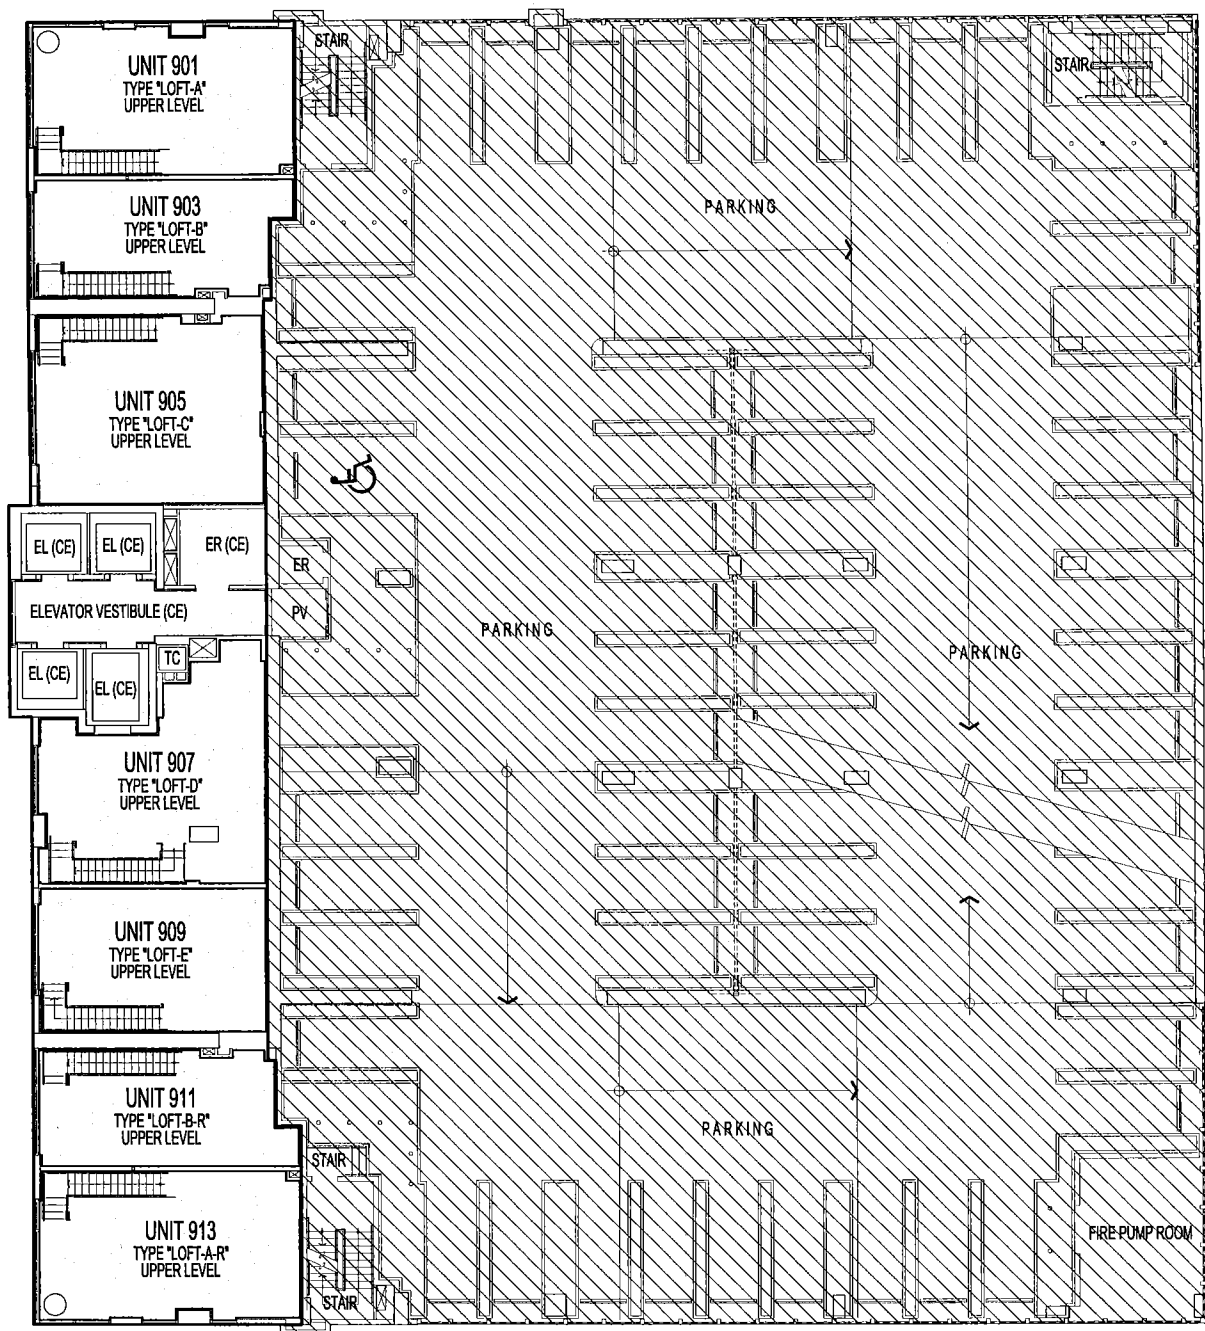 STAIR
STAIR
UNIT 901
TYPE "LOFT-A"
UPPER LEVEL
UNIT 903
TYPE "LOFT-B"
UPPER LEVEL
PARKING
UNIT 905
TYPE "LOFT-C"
UPPER LEVEL
EL (CE)
EL (CE)
ER (CE)
ER
ELEVATOR VESTIBULE (CE)
PV
PARKING
PARKING
EL (CE)
EL (CE)
TC
UNIT 907
TYPE "LOFT-D"
UPPER LEVEL
UNIT 909
TYPE "LOFT-E"
UPPER LEVEL
UNIT 911
TYPE "LOFT-B-R"
UPPER LEVEL
PARKING
STAIR
UNIT 913
TYPE "LOFT-A-R"
UPPER LEVEL
FIRE PUMP ROOM
STAIR